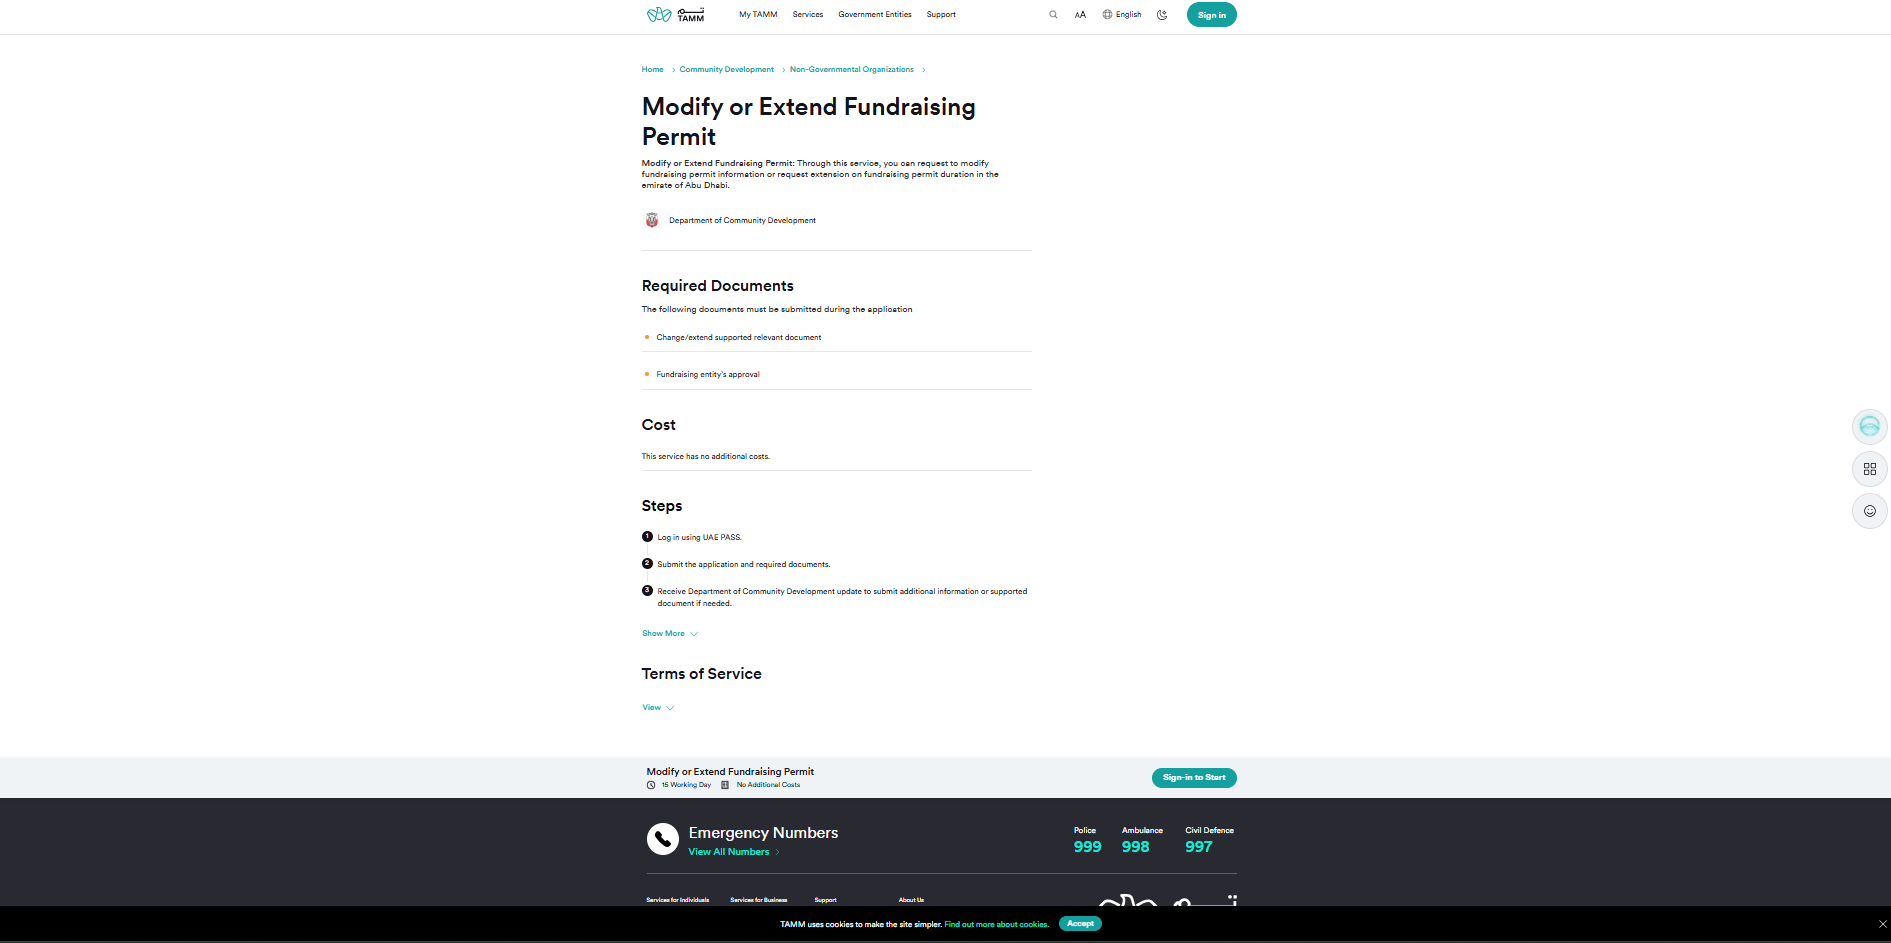 تم
TAMM
My TAMM
Services
Government Entities
Support
AA
English
Sign in
Home
Community Development
Non-Governmental Organizations
Modify or Extend Fundraising
Permit
Modify or Extend Fundraising Permit: Through this service, you can request to modify
fundraising permit information or request extension on fundraising permit duration in the
emirate of Abu Dhabi.
Department of Community Development
Required Documents
The following documents must be submitted during the application
Change/extend supported relevant document
Fundraising entity's approval
Cost
This service has no additional costs.
Steps
1 Log in using UAE PASS.
2 Submit the application and required documents.
3 Receive Department of Community Development update to submit additional information or supported
document if needed.
Show More
Terms of Service
View
Modify or Extend Fundraising Permit
15 Working Day
No Additional Costs
Sign-in to Start
Emergency Numbers
View All Numbers
Police
999
Ambulance
998
Civil Defence
997
Services for Individuals
Services for Business
Support
About Us
TAMM uses cookies to make the site simpler. Find out more about cookies.
Accept